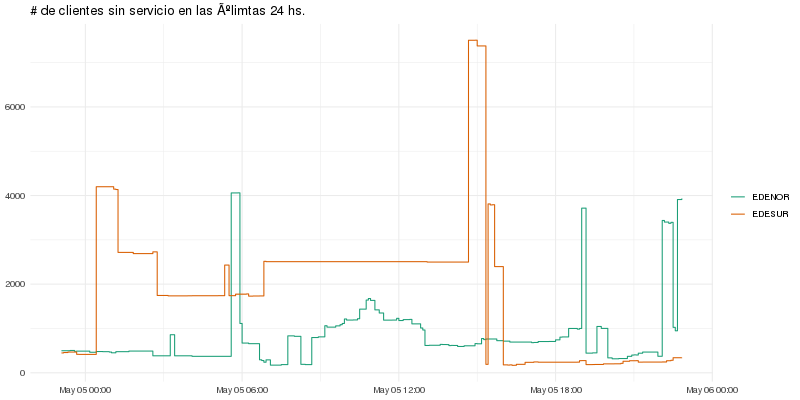 # de clientes sin servicio en las Ãºlimtas 24 hs.
6000
4000
2000
0
May 05 00:00
May 05 06:00
May 05 12:00
May 05 18:00
May 06 00:00
EDENOR
EDESUR